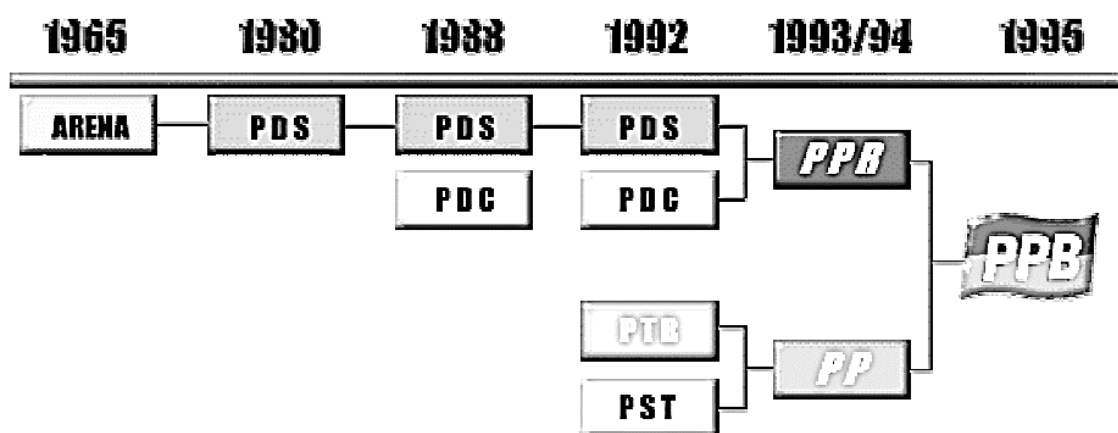 1965 1980 1988 1992 1993/94 1995
ARENA PDS PDS PDS
PPR
PDC PDC
PPB
PTB
PP
PST